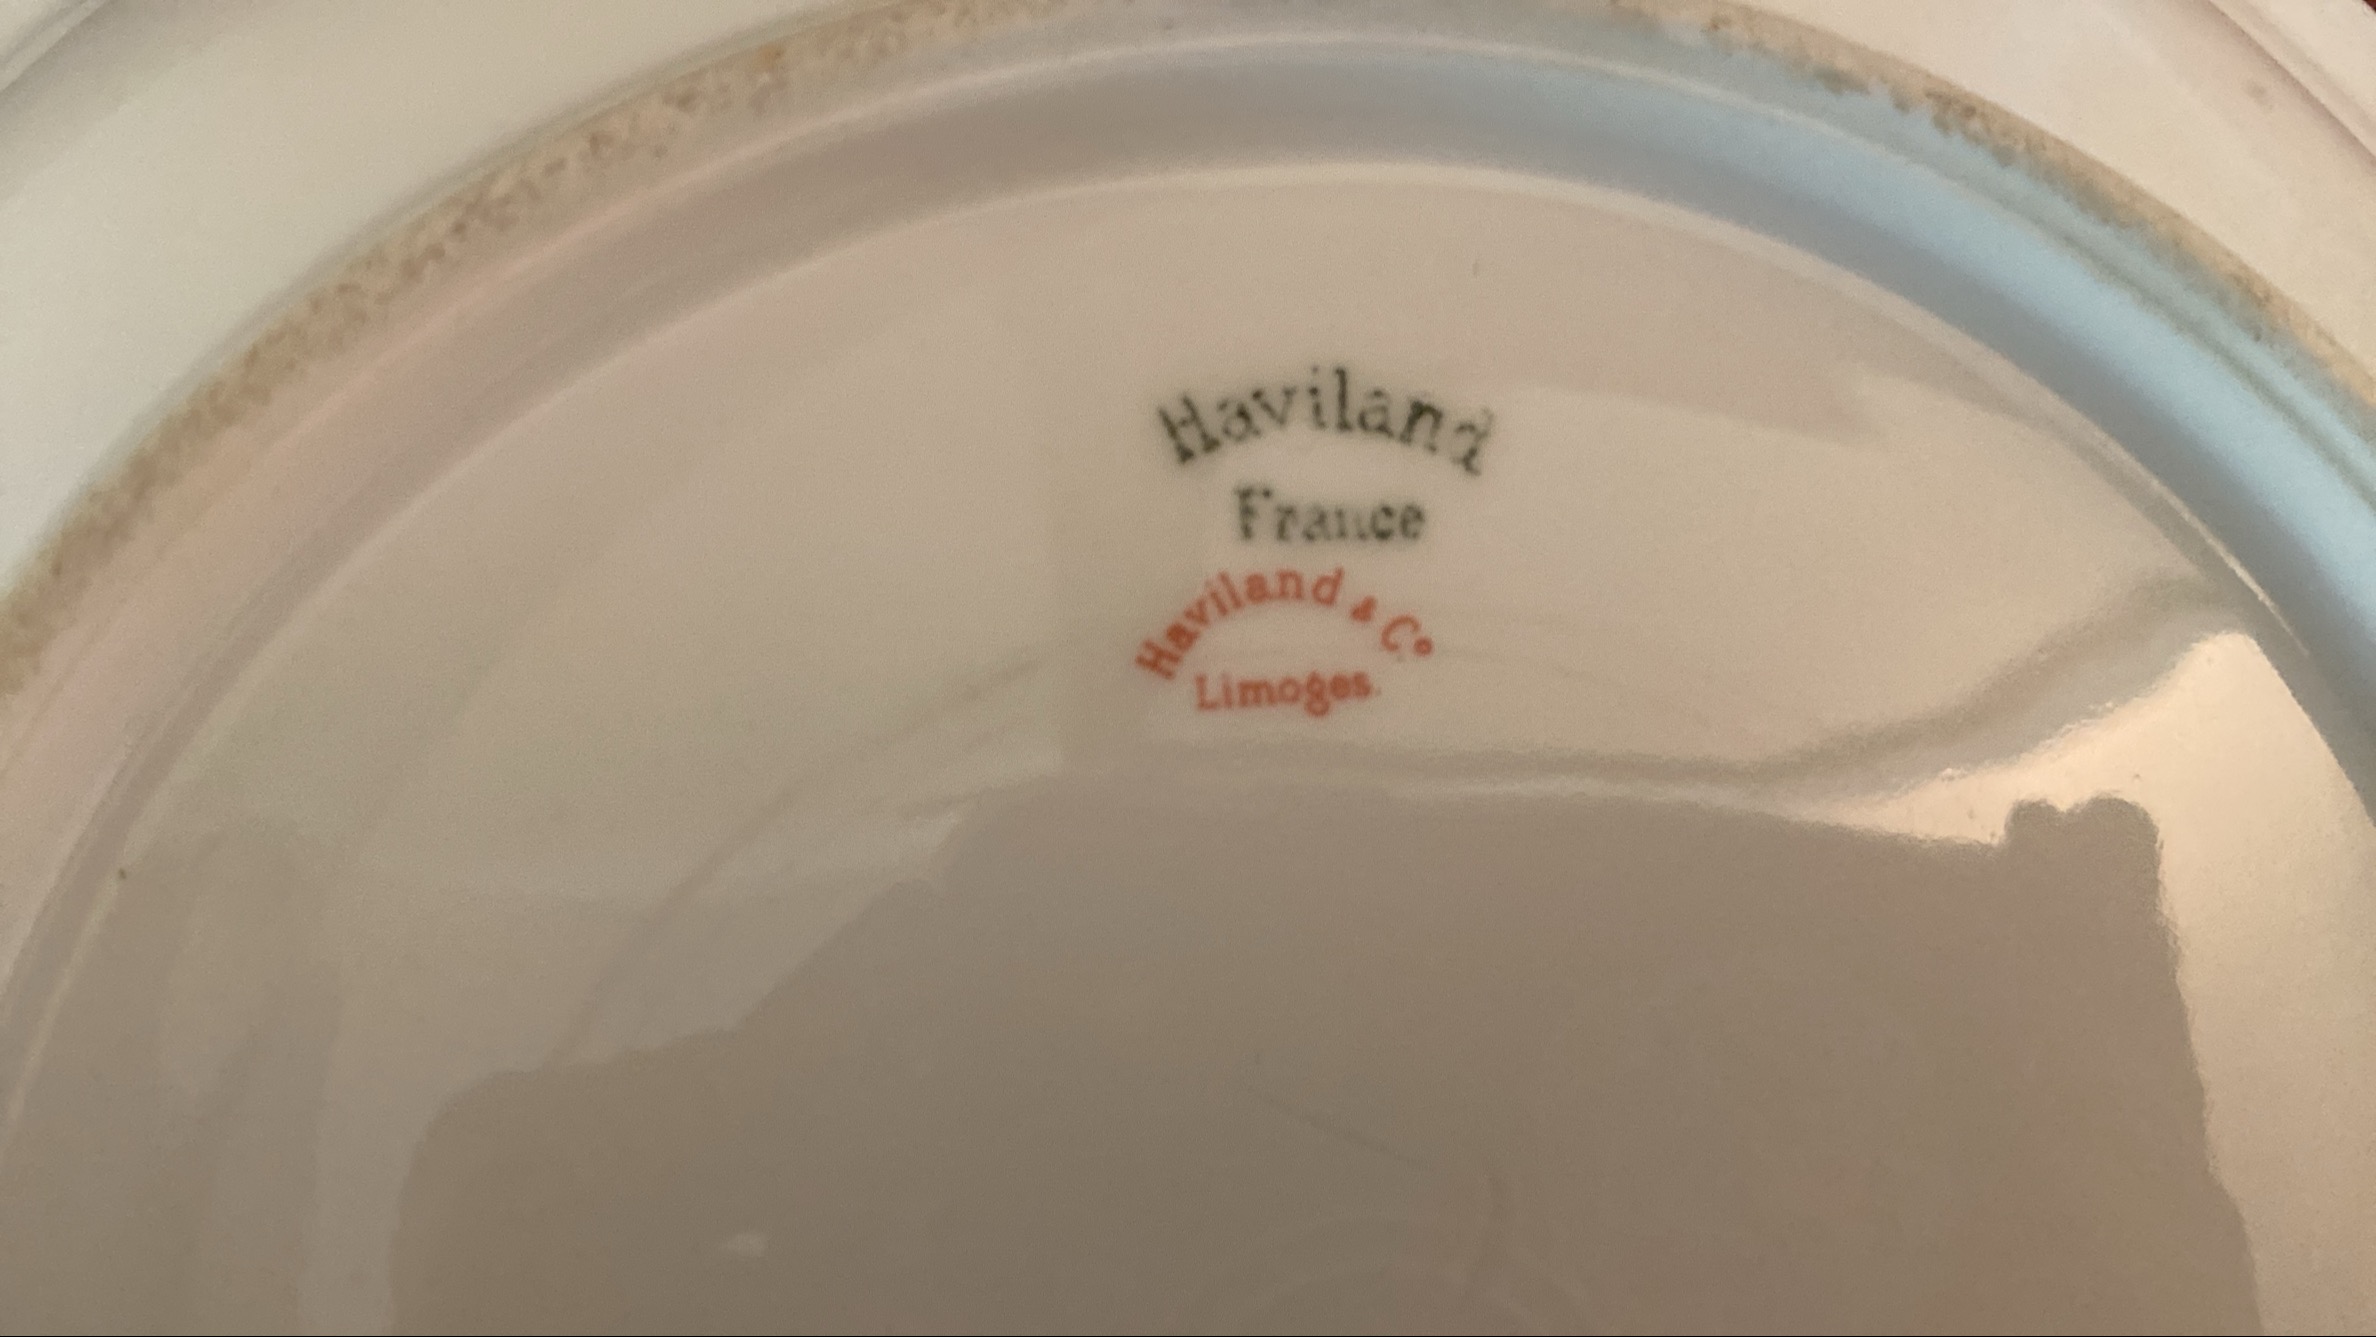 Haviland
France
Haviland & Co
Limoges.